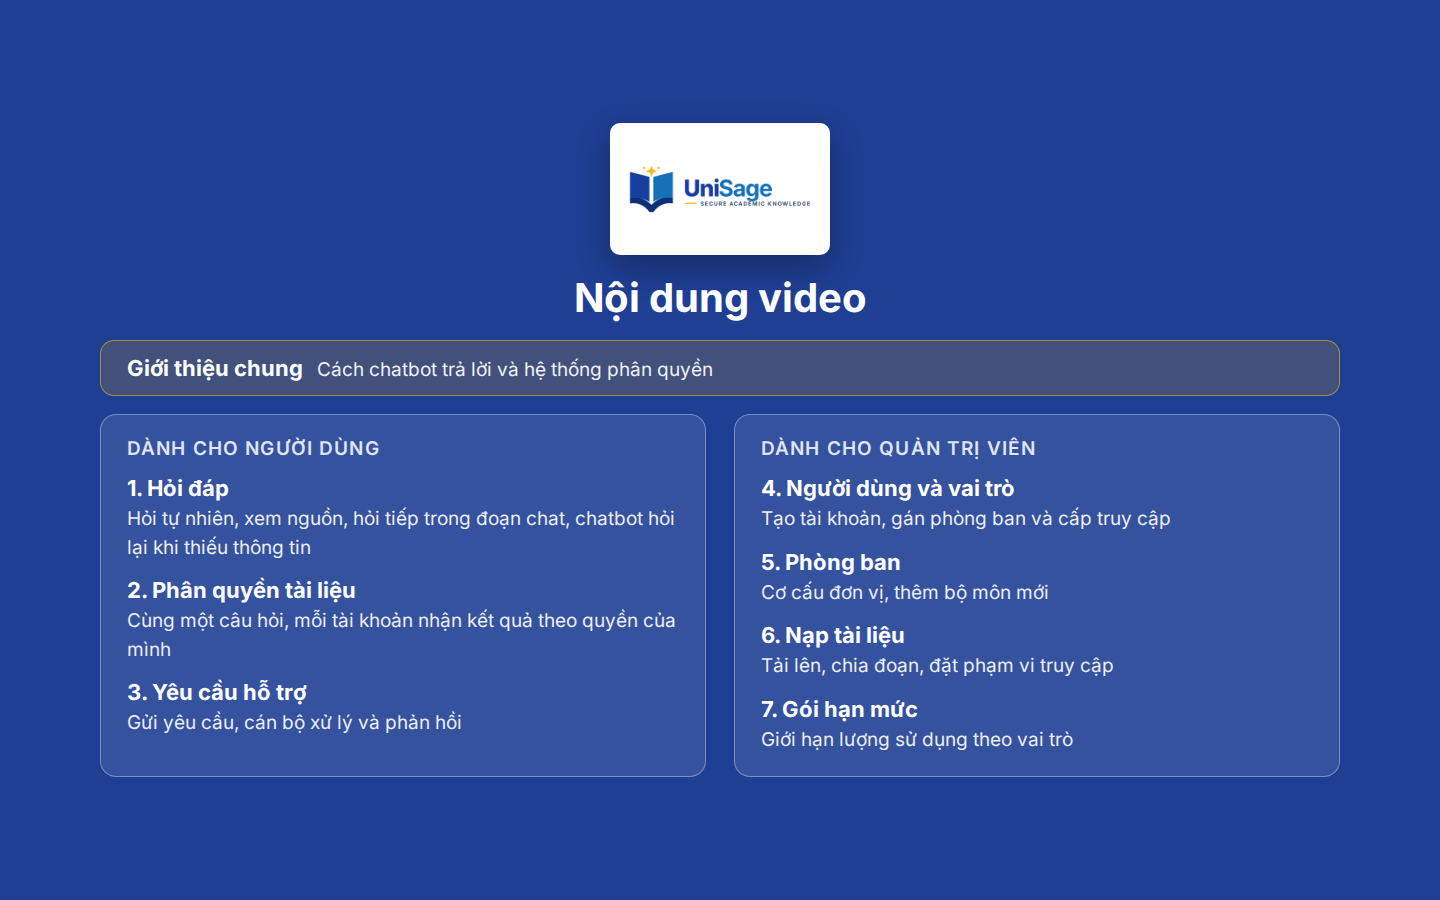 UniSage
SECURE ACADEMIC KNOWLEDGE
Nội dung video
Giới thiệu chung Cách chatbot trả lời và hệ thống phân quyền
DÀNH CHO NGƯỜI DÙNG
1. Hỏi đáp
Hỏi tự nhiên, xem nguồn, hỏi tiếp trong đoạn chat, chatbot hỏi
lại khi thiếu thông tin
2. Phân quyền tài liệu
Cùng một câu hỏi, mỗi tài khoản nhận kết quả theo quyền của
mình
3. Yêu cầu hỗ trợ
Gửi yêu cầu, cán bộ xử lý và phản hồi
DÀNH CHO QUẢN TRỊ VIÊN
4. Người dùng và vai trò
Tạo tài khoản, gán phòng ban và cấp truy cập
5. Phòng ban
Cơ cấu đơn vị, thêm bộ môn mới
6. Nạp tài liệu
Tải lên, chia đoạn, đặt phạm vi truy cập
7. Gói hạn mức
Giới hạn lượng sử dụng theo vai trò